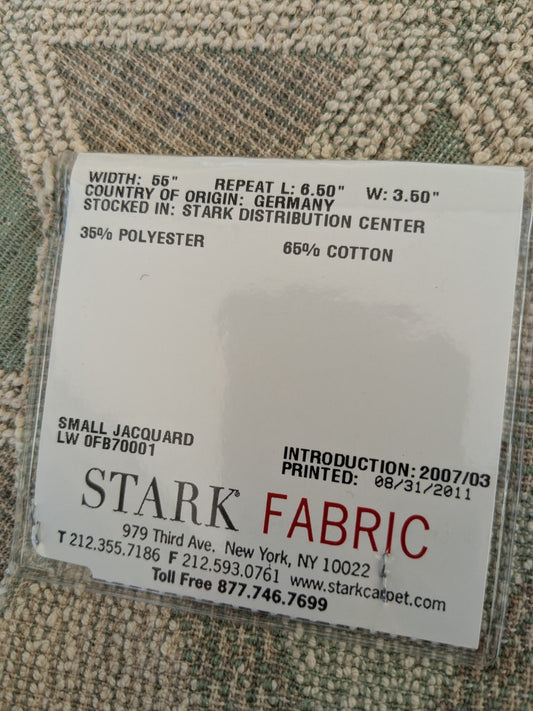 WIDTH: 55" REPEAT L: 6.50" W: 3.50"
COUNTRY OF ORIGIN: GERMANY
STOCKED IN: STARK DISTRIBUTION CENTER
35% POLYESTER 65% COTTON
SMALL JACQUARD
LW 0FB70001
INTRODUCTION: 2007/03
PRINTED: 08/31/2011
STARK® FABRIC
979 Third Ave. New York, NY 10022
T 212.355.7186 F 212.593.0761 www.starkcarpet.com
Toll Free 877.746.7699